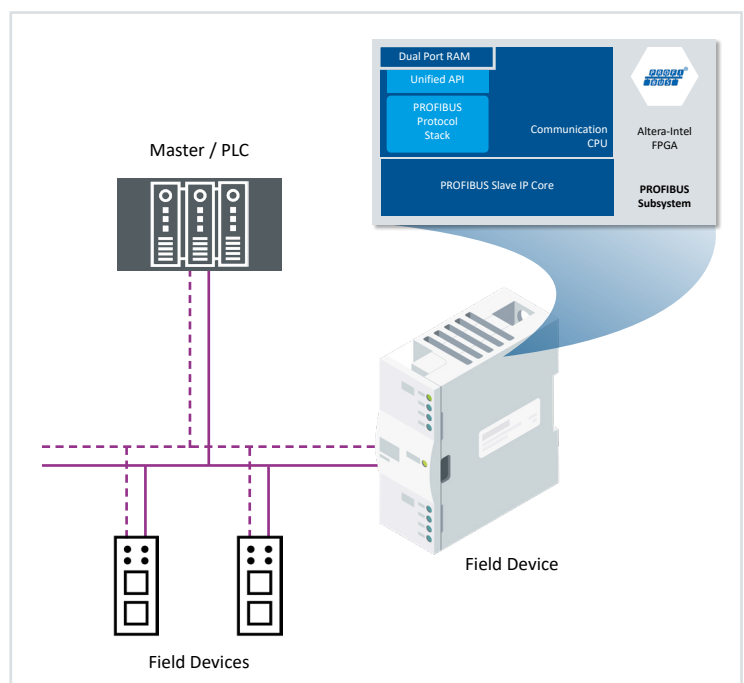 Dual Port RAM
Unified API
PROFIBUS
Protocol
Stack
Communication
CPU
PROFIBUS Slave IP Core
PROFI
BUS
Altera-Intel
FPGA
PROFIBUS
Subsystem
Master / PLC
Field Device
Field Devices